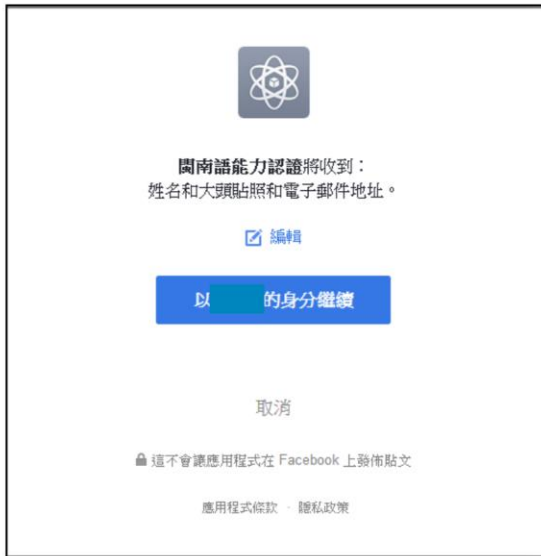 閩南語能力認證將收到：
姓名和大頭貼照和電子郵件地址。
編輯
以 的身分繼續
取消
這不會讓應用程式在 Facebook 上發佈貼文
應用程式條款 · 隱私政策